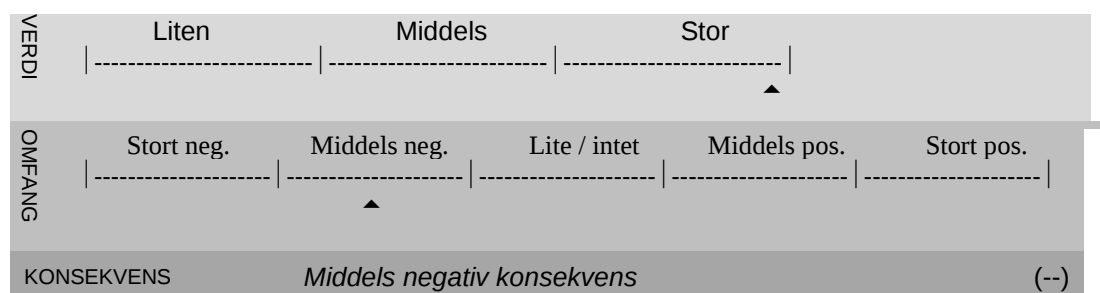 VERDI
Liten Middels Stor
|-------------------------|-------------------------|-------------------------|
OMFANG
Stort neg. Middels neg. Lite / intet Middels pos. Stort pos.
|--------------------|--------------------|--------------------|--------------------|--------------------|
KONSEKVENS Middels negativ konsekvens (--)